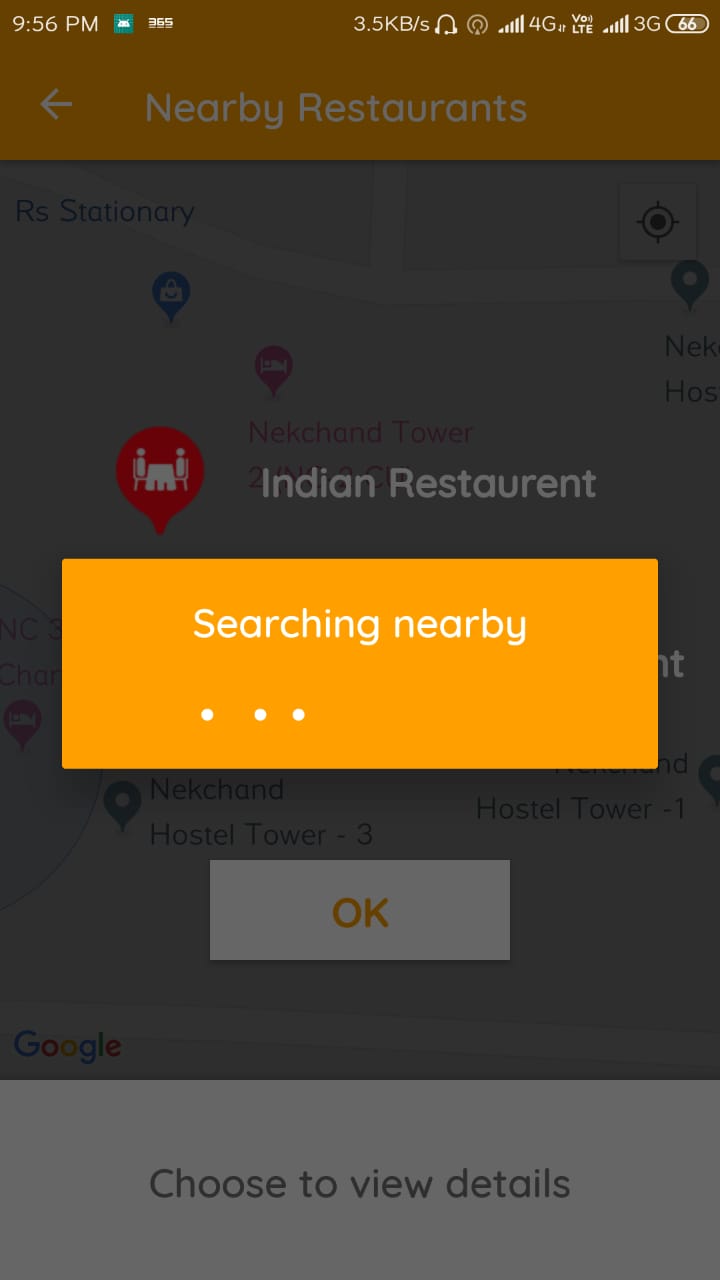 9:56 PM 365 3.5KB/s 4G Vo) LTE 3G 66
Nearby Restaurants
Rs Stationary
Nek
Hos
Nekchand Tower
2
Indian Restaurent
Searching nearby
NC 3
Char
nt
Nekchand
Hostel Tower -1
Nekchand
Hostel Tower - 3
OK
Google
Choose to view details